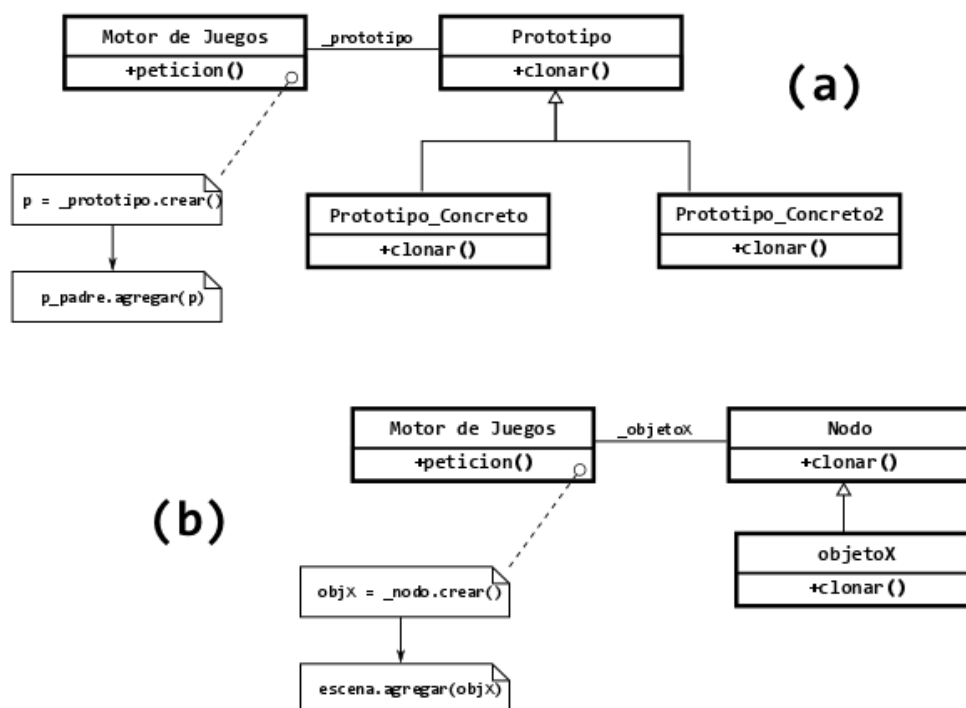 Motor de Juegos
+peticion()
_prototipo
Prototipo
+clonar()
(a)
p = _prototipo.crear()
p_padre.agregar(p)
Prototipo_Concreto
+clonar()
Prototipo_Concreto2
+clonar()
Motor de Juegos
+peticion()
_objetoX
Nodo
+clonar()
(b)
objetoX
+clonar()
objX = _nodo.crear()
escena.agregar(objX)